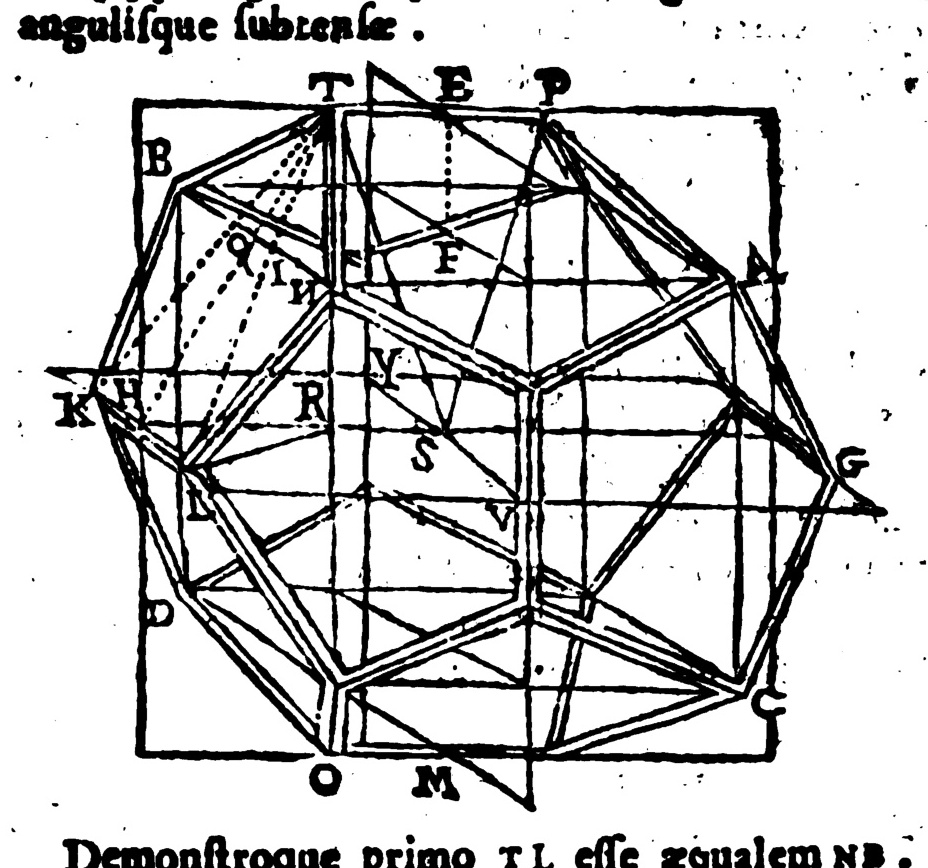 angulisque subtensæ .
T E P
B
A
Q I N F
K H R Y
S G
L V
D
C
O M
Demonstroque primo TL esse æqualem NB .